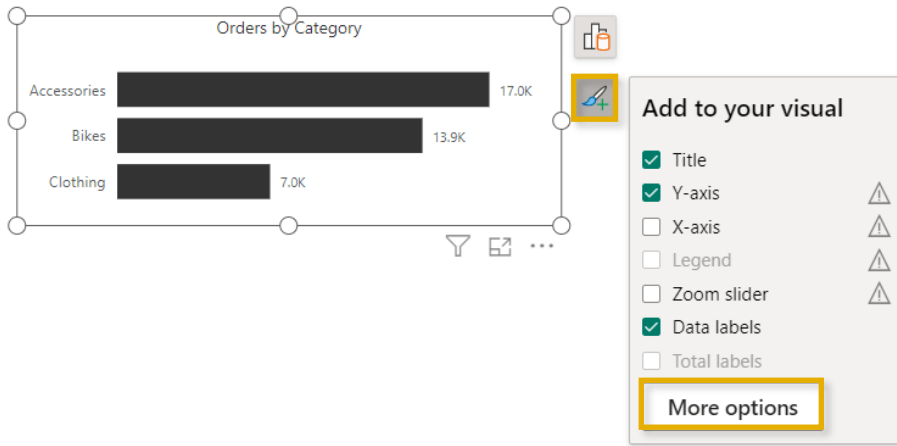 Orders by Category
Accessories 17.0K
Bikes 13.9K
Clothing 7.0K
Add to your visual
Title
Y-axis
X-axis
Legend
Zoom slider
Data labels
Total labels
More options